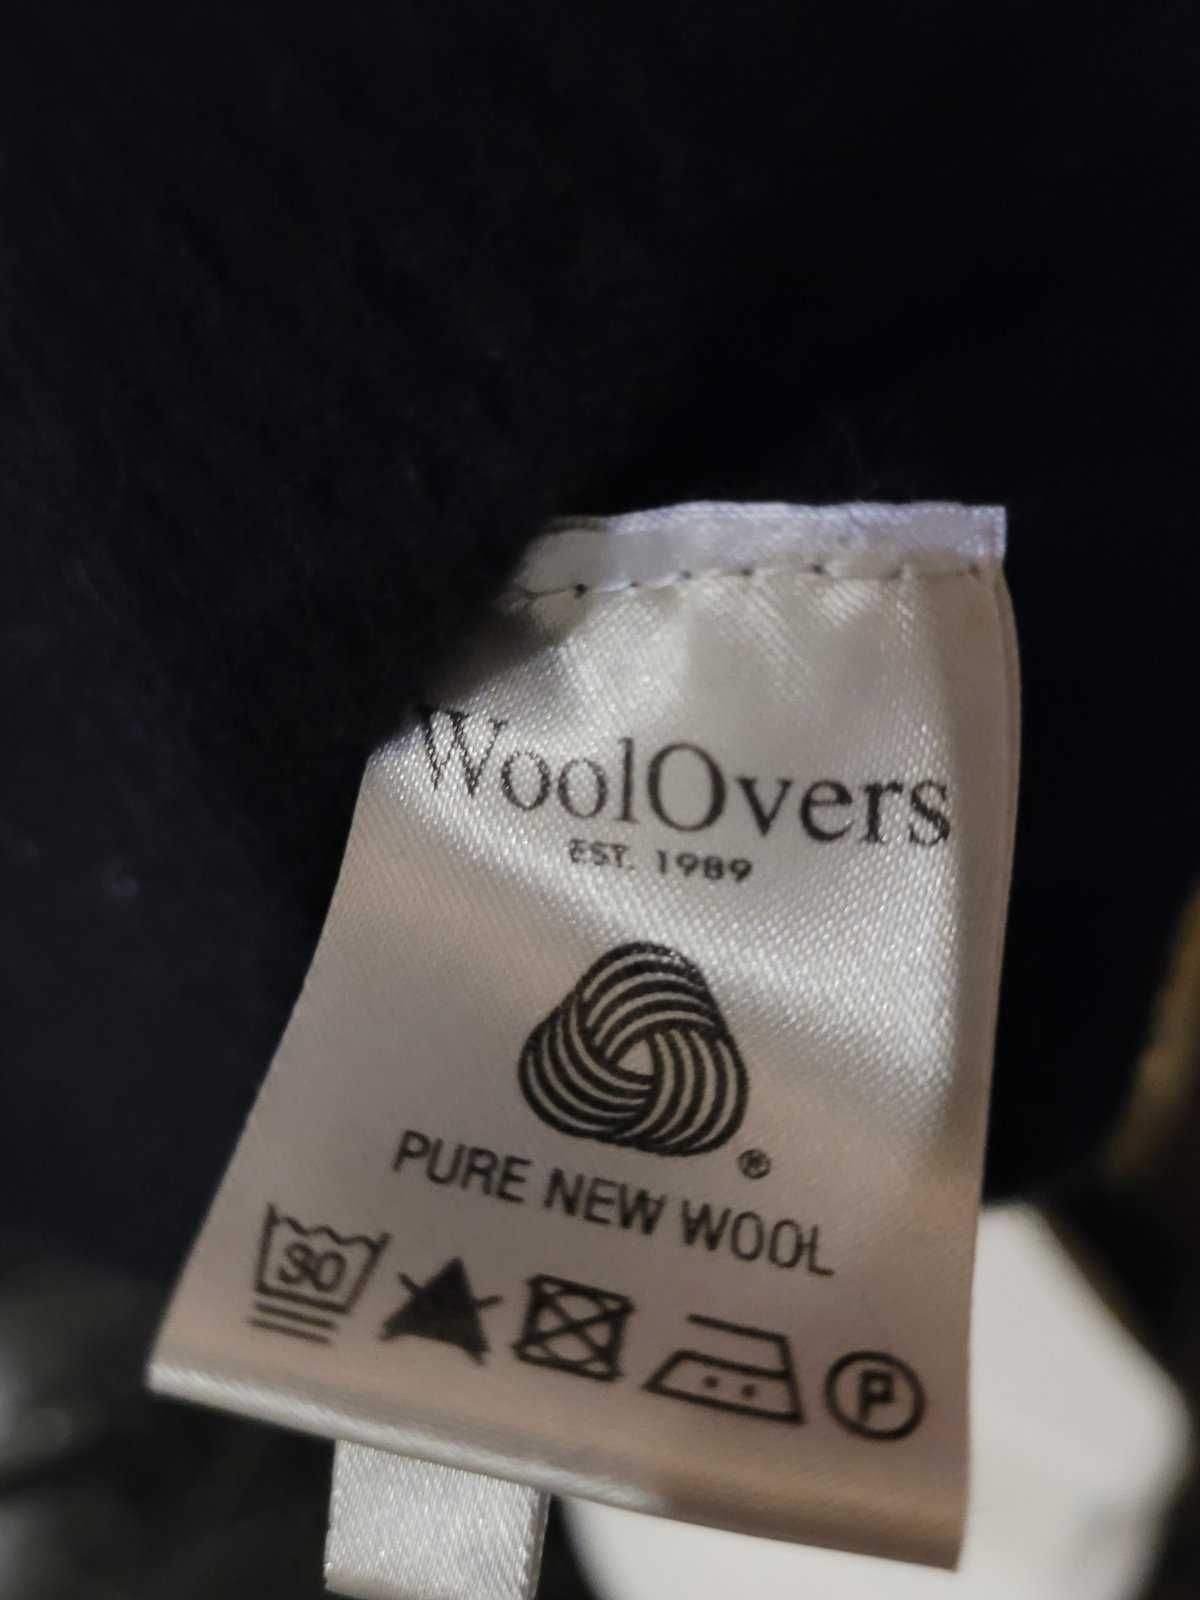 WoolOvers
EST. 1989
®
PURE NEW WOOL
30
P